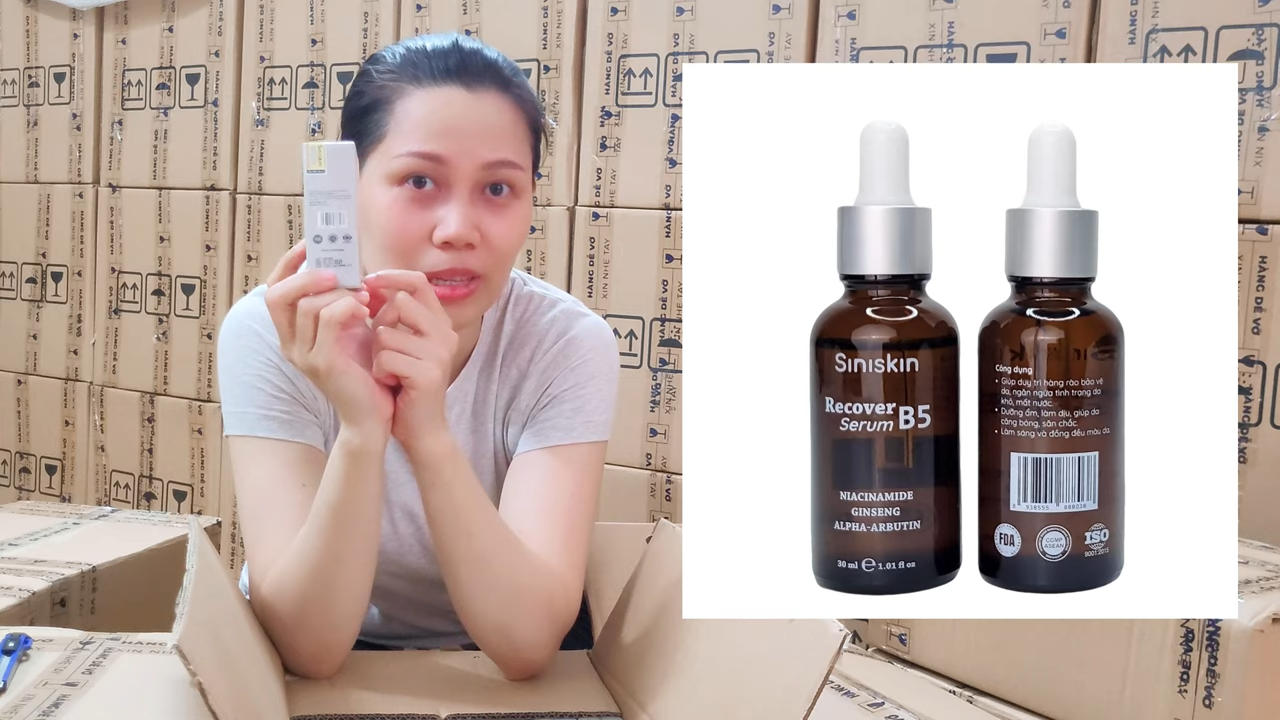 HÀNG DỄ VỠ
XIN NHẸ TAY
Siniskin
Recover
Serum B5
NIACINAMIDE
GINSENG
ALPHA-ARBUTIN
30 ml e 1.01 fl oz
Công dụng
• Giúp duy trì hàng rào bảo vệ
da, ngăn ngừa tình trạng da
khô, mất nước.
• Dưỡng ẩm, làm dịu, giúp da
căng bóng, săn chắc.
• Làm sáng và đồng đều màu da.
FDA
CGMP
ASEAN
ISO
9001:2015